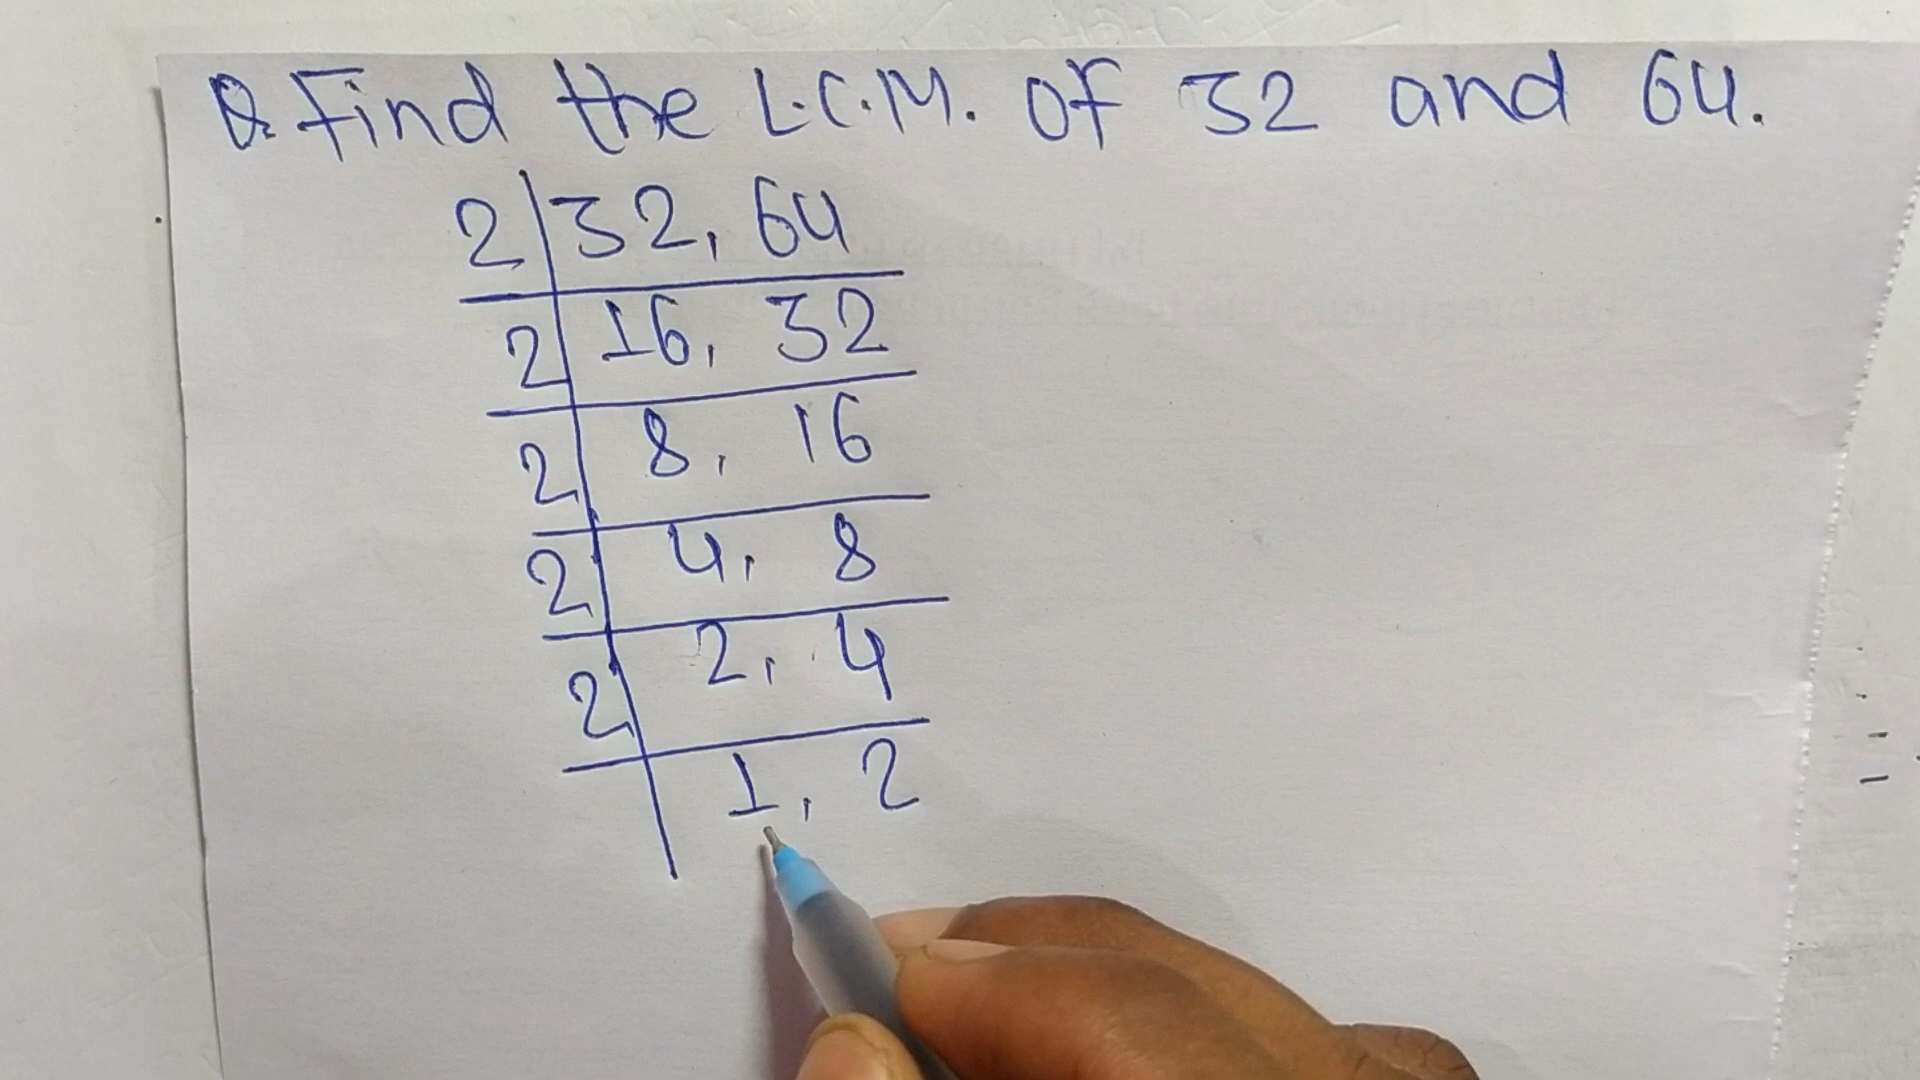 Q. Find the L.C.M. of 32 and 64.
2 | 32, 64
2 | 16, 32
2 | 8, 16
2 | 4, 8
2 | 2, 4
1, 2